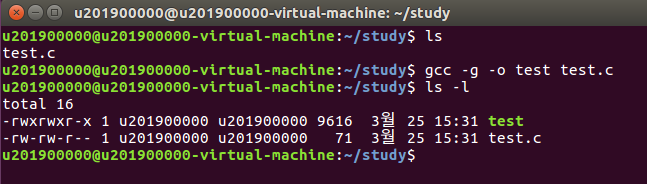 u201900000@u201900000-virtual-machine: ~/study
u201900000@u201900000-virtual-machine:~/study$ ls
test.c
u201900000@u201900000-virtual-machine:~/study$ gcc -g -o test test.c
u201900000@u201900000-virtual-machine:~/study$ ls -l
total 16
-rwxrwxr-x 1 u201900000 u201900000 9616  3월 25 15:31 test
-rw-rw-r-- 1 u201900000 u201900000   71  3월 25 15:31 test.c
u201900000@u201900000-virtual-machine:~/study$